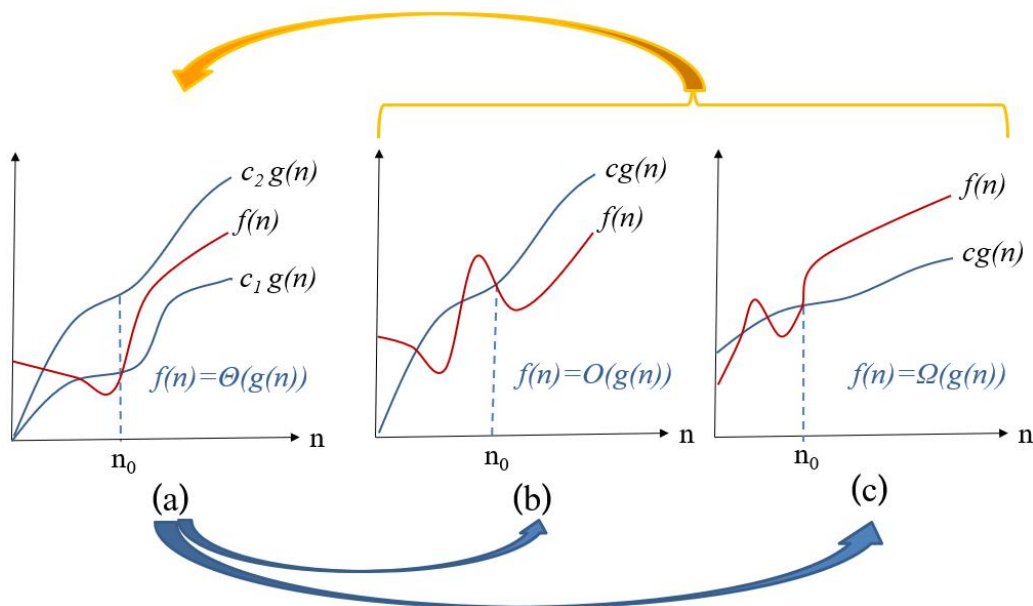 c₂ g(n)
f(n)
c₁ g(n)
f(n)=Θ(g(n))
n
n₀
(a)
cg(n)
f(n)
f(n)=O(g(n))
n
n₀
(b)
f(n)
cg(n)
f(n)=Ω(g(n))
n
n₀
(c)